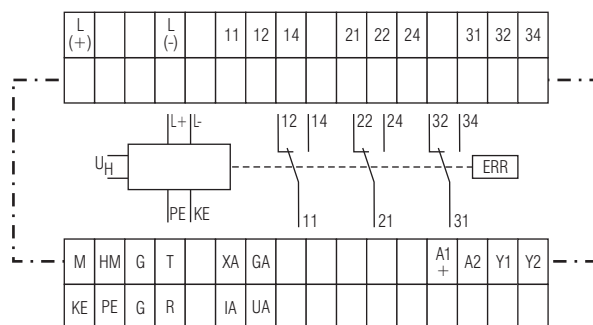 L (+) L (-) 11 12 14 21 22 24 31 32 34
L+ L- 12 14 22 24 32 34
UH ERR
PE KE 11 21 31
M HM G T XA GA A1 + A2 Y1 Y2
KE PE G R IA UA